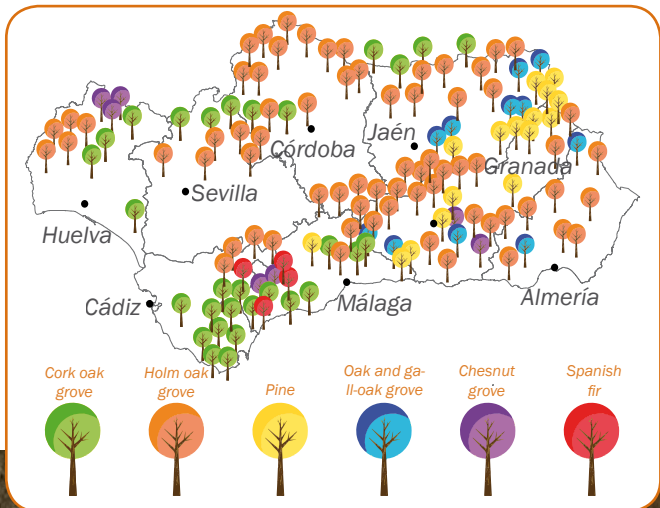 Jaén
Córdoba
Granada
Sevilla
Huelva
Cádiz
Málaga
Almería
Cork oak
grove
Holm oak
grove
Pine
Oak and ga-
ll-oak grove
Chesnut
grove
Spanish
fir